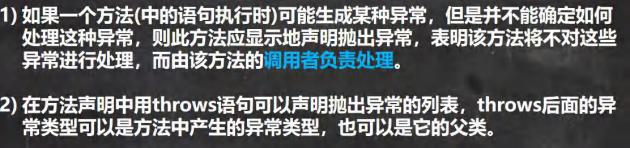 1) 如果一个方法(中的语句执行时)可能生成某种异常，但是并不能确定如何
处理这种异常，则此方法应显示地声明抛出异常，表明该方法将不对这些
异常进行处理，而由该方法的调用者负责处理。
2) 在方法声明中用throws语句可以声明抛出异常的列表，throws后面的异
常类型可以是方法中产生的异常类型，也可以是它的父类。